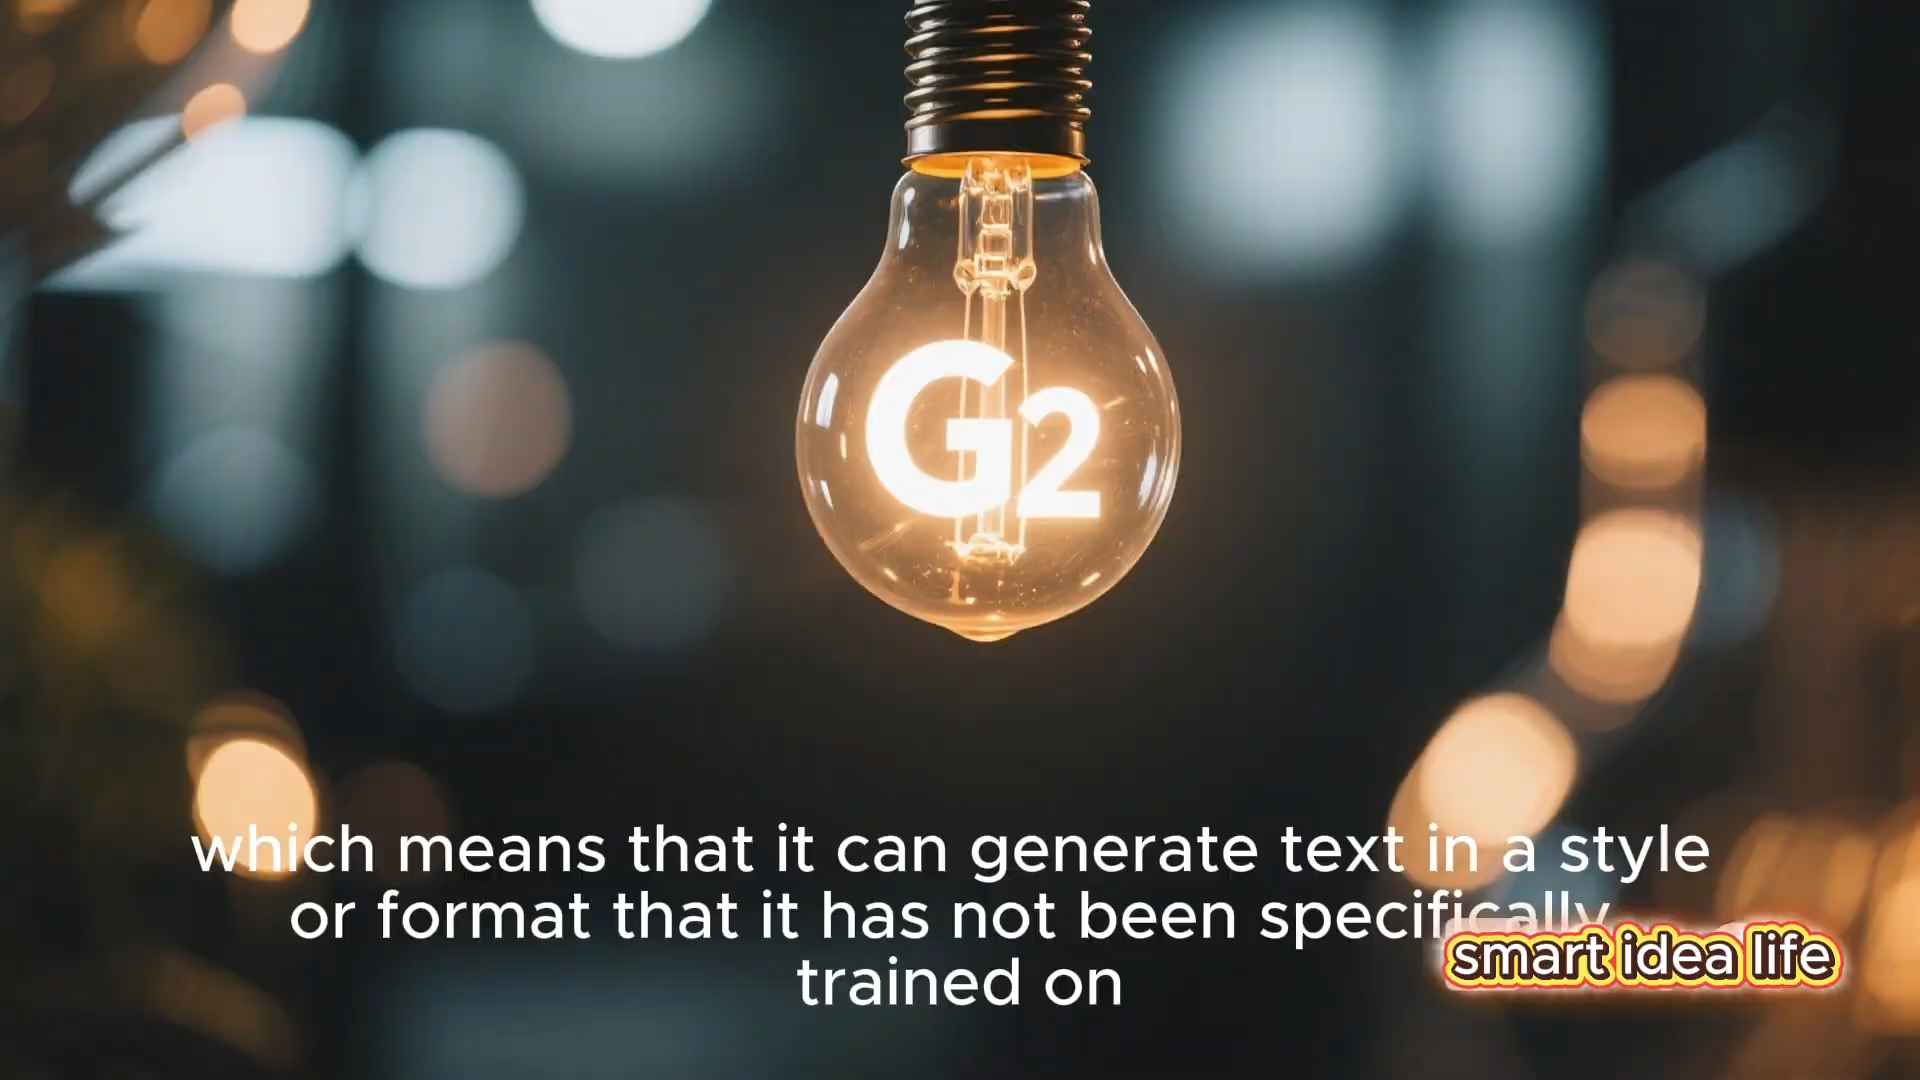 G2
which means that it can generate text in a style
or format that it has not been specifically
trained on
smart idea life